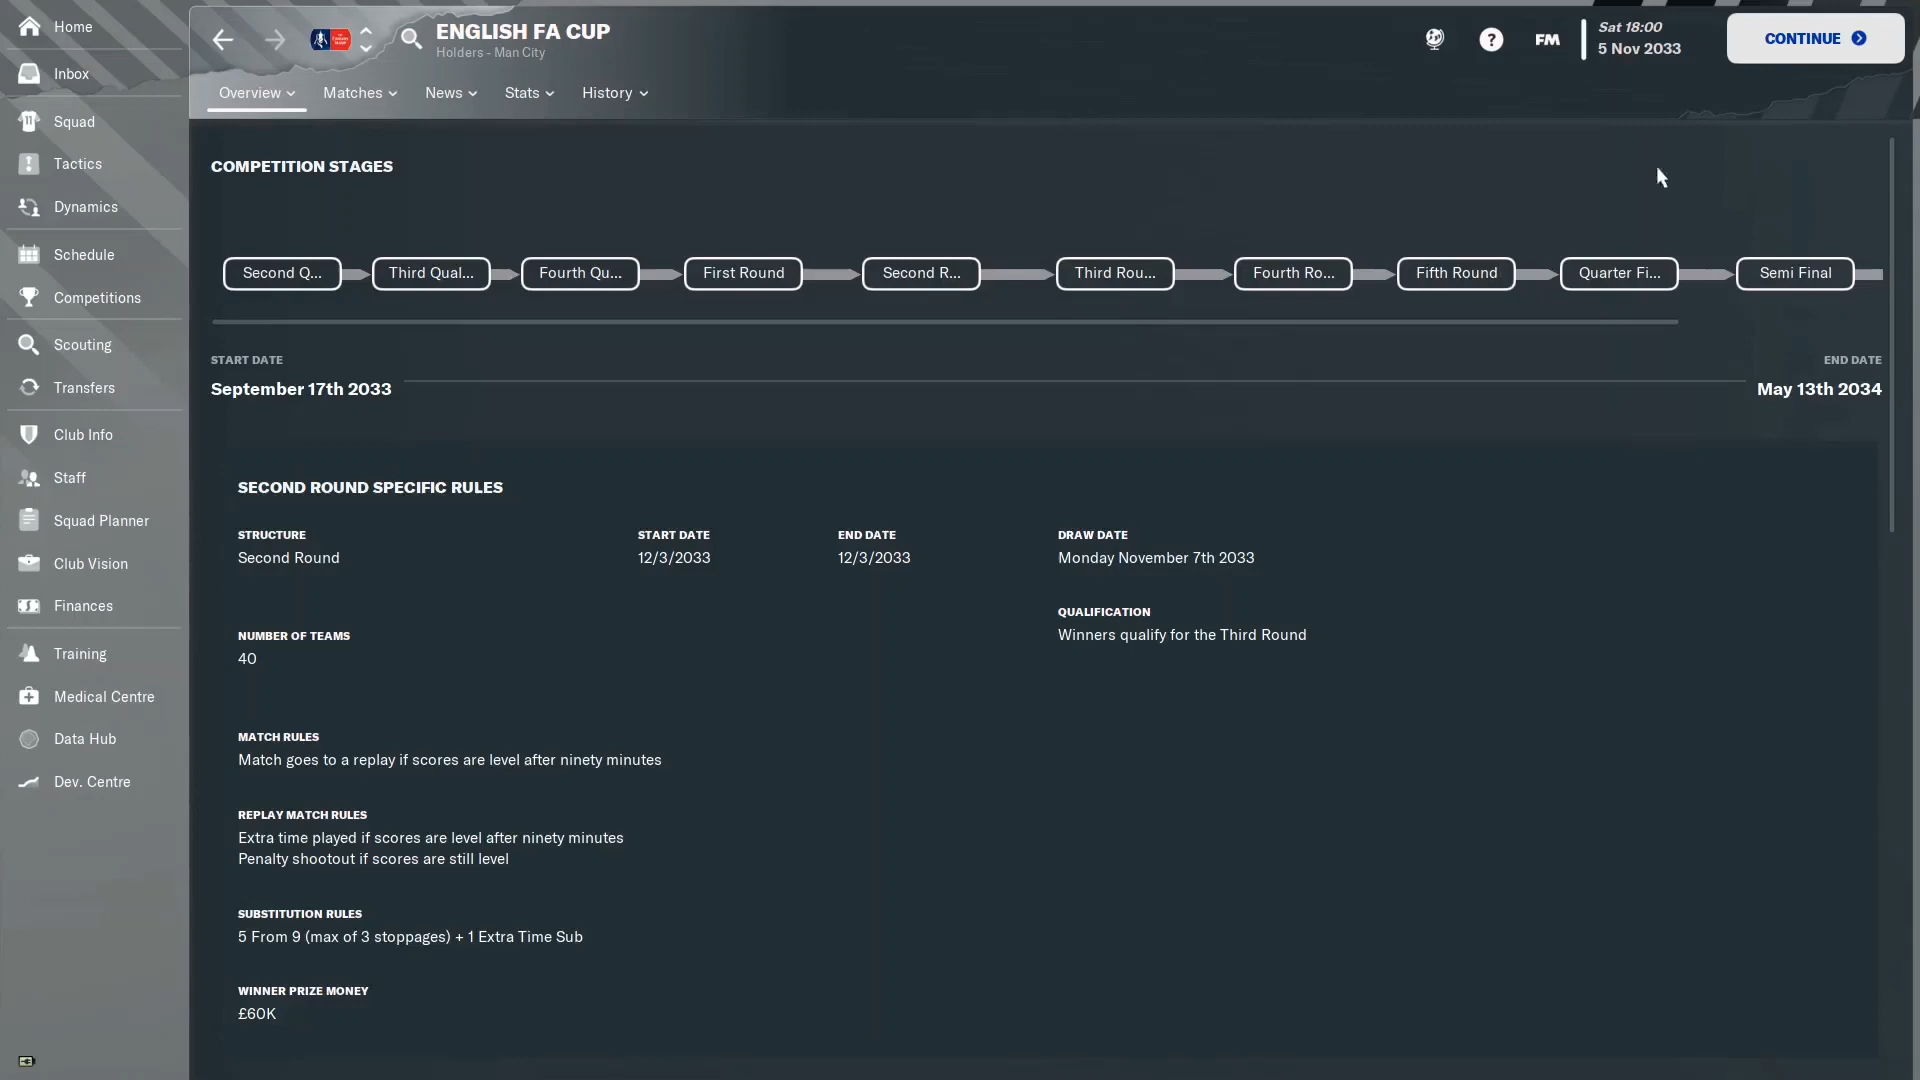 Home
Inbox
Squad
Tactics
Dynamics
Schedule
Competitions
Scouting
Transfers
Club Info
Staff
Squad Planner
Club Vision
Finances
Training
Medical Centre
Data Hub
Dev. Centre
ENGLISH FA CUP
Holders - Man City
FM
Sat 18:00
5 Nov 2033
CONTINUE
Overview
Matches
News
Stats
History
COMPETITION STAGES
Second Q...
Third Qual...
Fourth Qu...
First Round
Second R...
Third Rou...
Fourth Ro...
Fifth Round
Quarter Fi...
Semi Final
START DATE
September 17th 2033
END DATE
May 13th 2034
SECOND ROUND SPECIFIC RULES
STRUCTURE
Second Round
START DATE
12/3/2033
END DATE
12/3/2033
DRAW DATE
Monday November 7th 2033
QUALIFICATION
Winners qualify for the Third Round
NUMBER OF TEAMS
40
MATCH RULES
Match goes to a replay if scores are level after ninety minutes
REPLAY MATCH RULES
Extra time played if scores are level after ninety minutes
Penalty shootout if scores are still level
SUBSTITUTION RULES
5 From 9 (max of 3 stoppages) + 1 Extra Time Sub
WINNER PRIZE MONEY
£60K